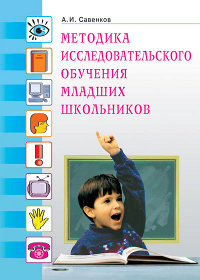 А. И. Савенков
МЕТОДИКА
ИССЛЕДОВАТЕЛЬСКОГО
ОБУЧЕНИЯ
МЛАДШИХ
ШКОЛЬНИКОВ